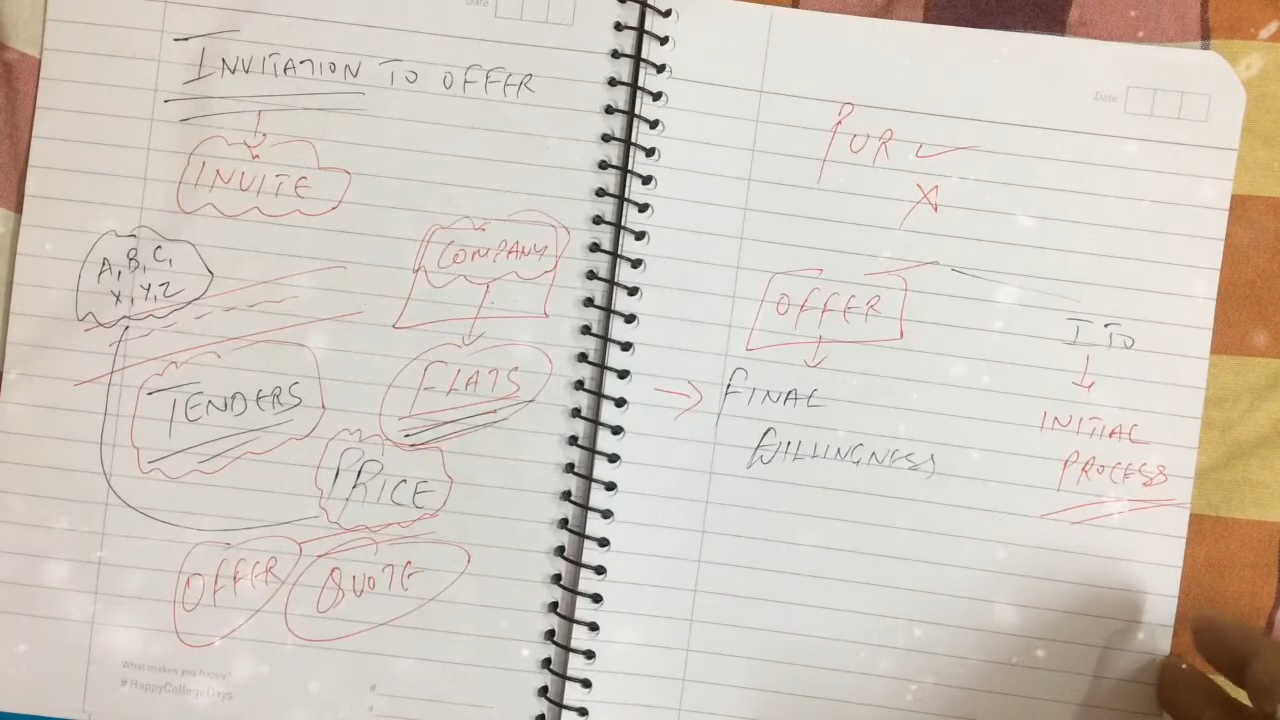 Date
INVITATION TO OFFER
INVITE
A, B, C,
X, Y, Z
COMPANY
TENDERS
FLATS
PRICE
OFFER
QUOTE
What makes you happy?
#HappyCollegeDays
#
#
Date
PUR ✓
X
OFFER
→ FINAL
WILLINGNESS
ITO
INITIAL
PROCESS